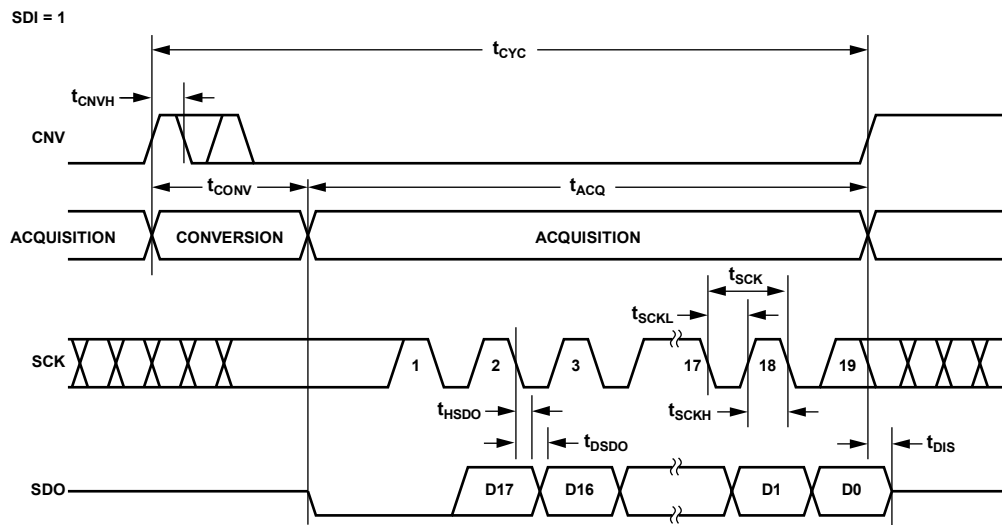 SDI = 1
tCYC
tCNVH
CNV
tCONV tACQ
ACQUISITION CONVERSION ACQUISITION
tSCK
tSCKL
SCK 1 2 3 17 18 19
tHSDO tSCKH
tDSDO tDIS
SDO D17 D16 D1 D0